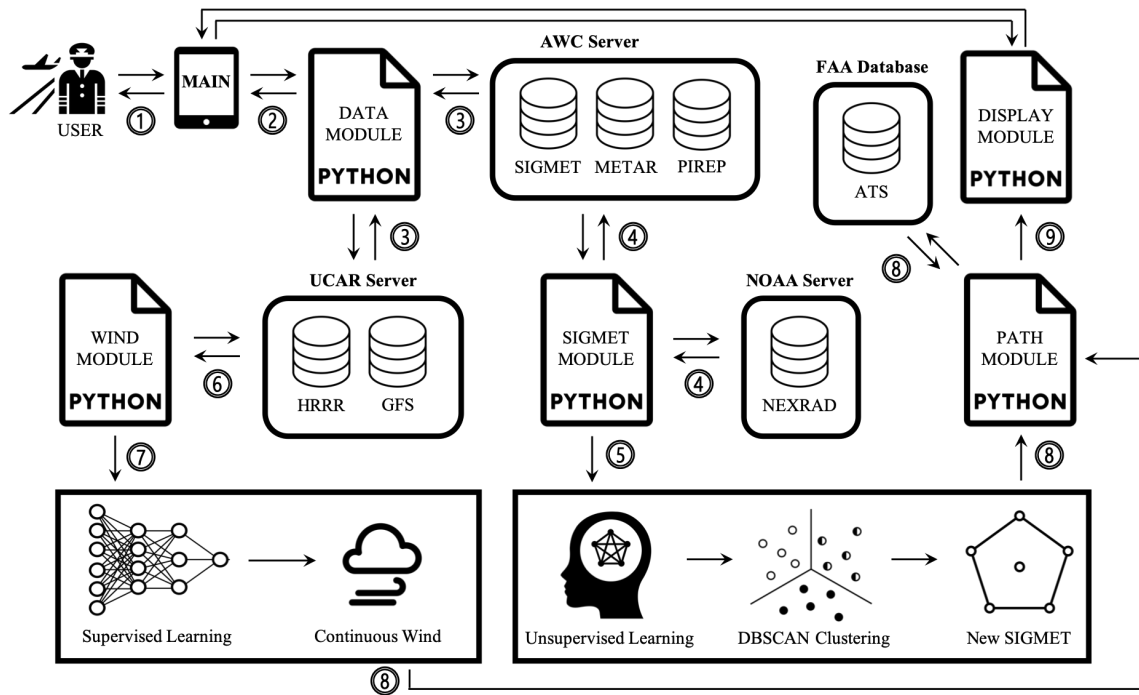 AWC Server
FAA Database
MAIN
USER
①
②
DATA
MODULE
PYTHON
③
SIGMET
METAR
PIREP
ATS
DISPLAY
MODULE
PYTHON
③
④
⑧
⑨
UCAR Server
NOAA Server
WIND
MODULE
PYTHON
⑥
HRRR
GFS
SIGMET
MODULE
PYTHON
④
NEXRAD
PATH
MODULE
PYTHON
⑦
⑤
⑧
Supervised Learning
Continuous Wind
Unsupervised Learning
DBSCAN Clustering
New SIGMET
⑧